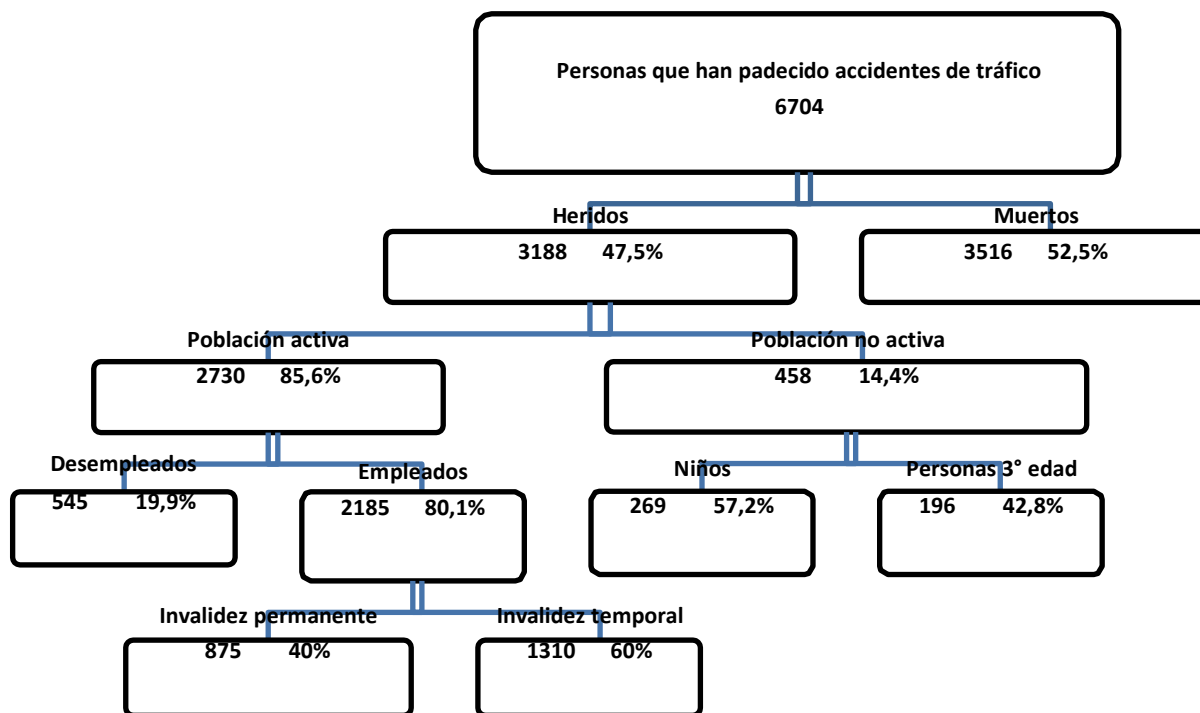 Personas que han padecido accidentes de tráfico
6704
Heridos
3188 47,5%
Muertos
3516 52,5%
Población activa
2730 85,6%
Población no activa
458 14,4%
Desempleados
545 19,9%
Empleados
2185 80,1%
Niños
269 57,2%
Personas 3° edad
196 42,8%
Invalidez permanente
875 40%
Invalidez temporal
1310 60%